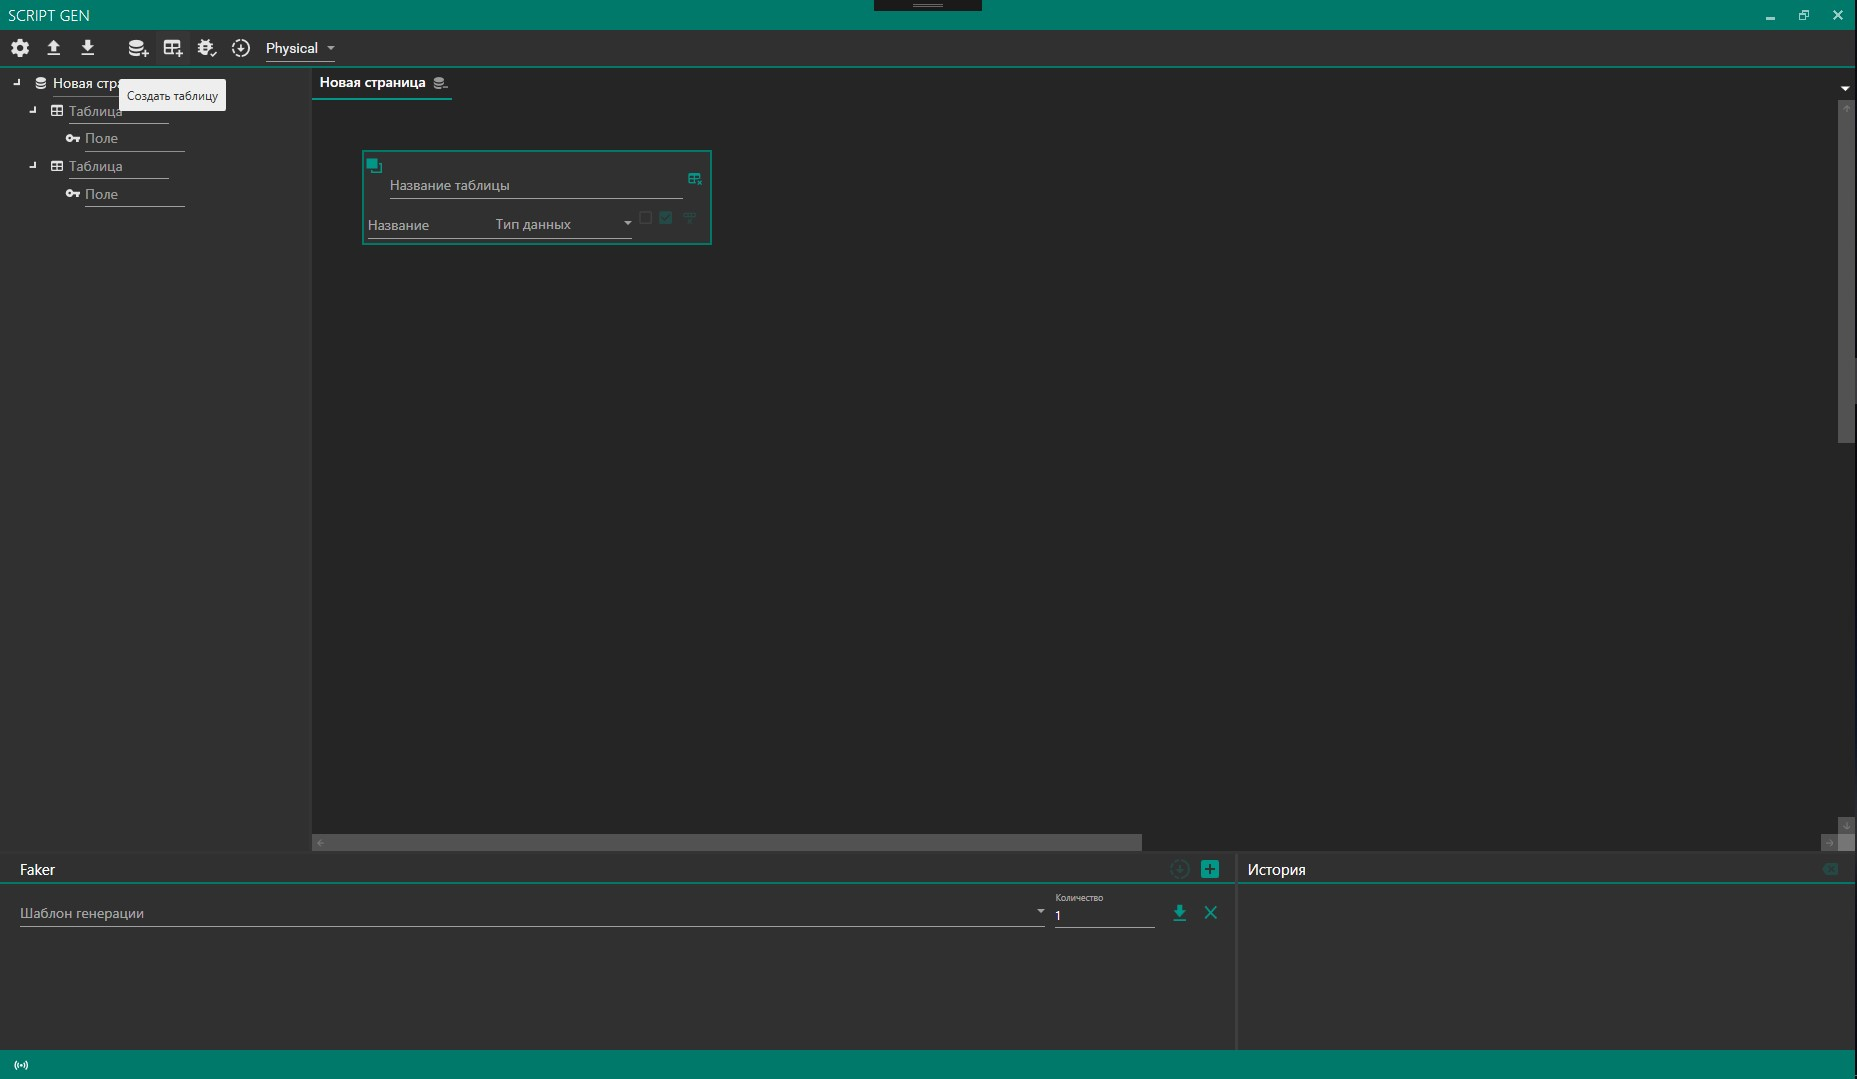 SCRIPT GEN
Physical
Новая стра
Создать таблицу
Таблица
Поле
Таблица
Поле
Новая страница
Название таблицы
Название
Тип данных
Faker
Шаблон генерации
Количество
1
История